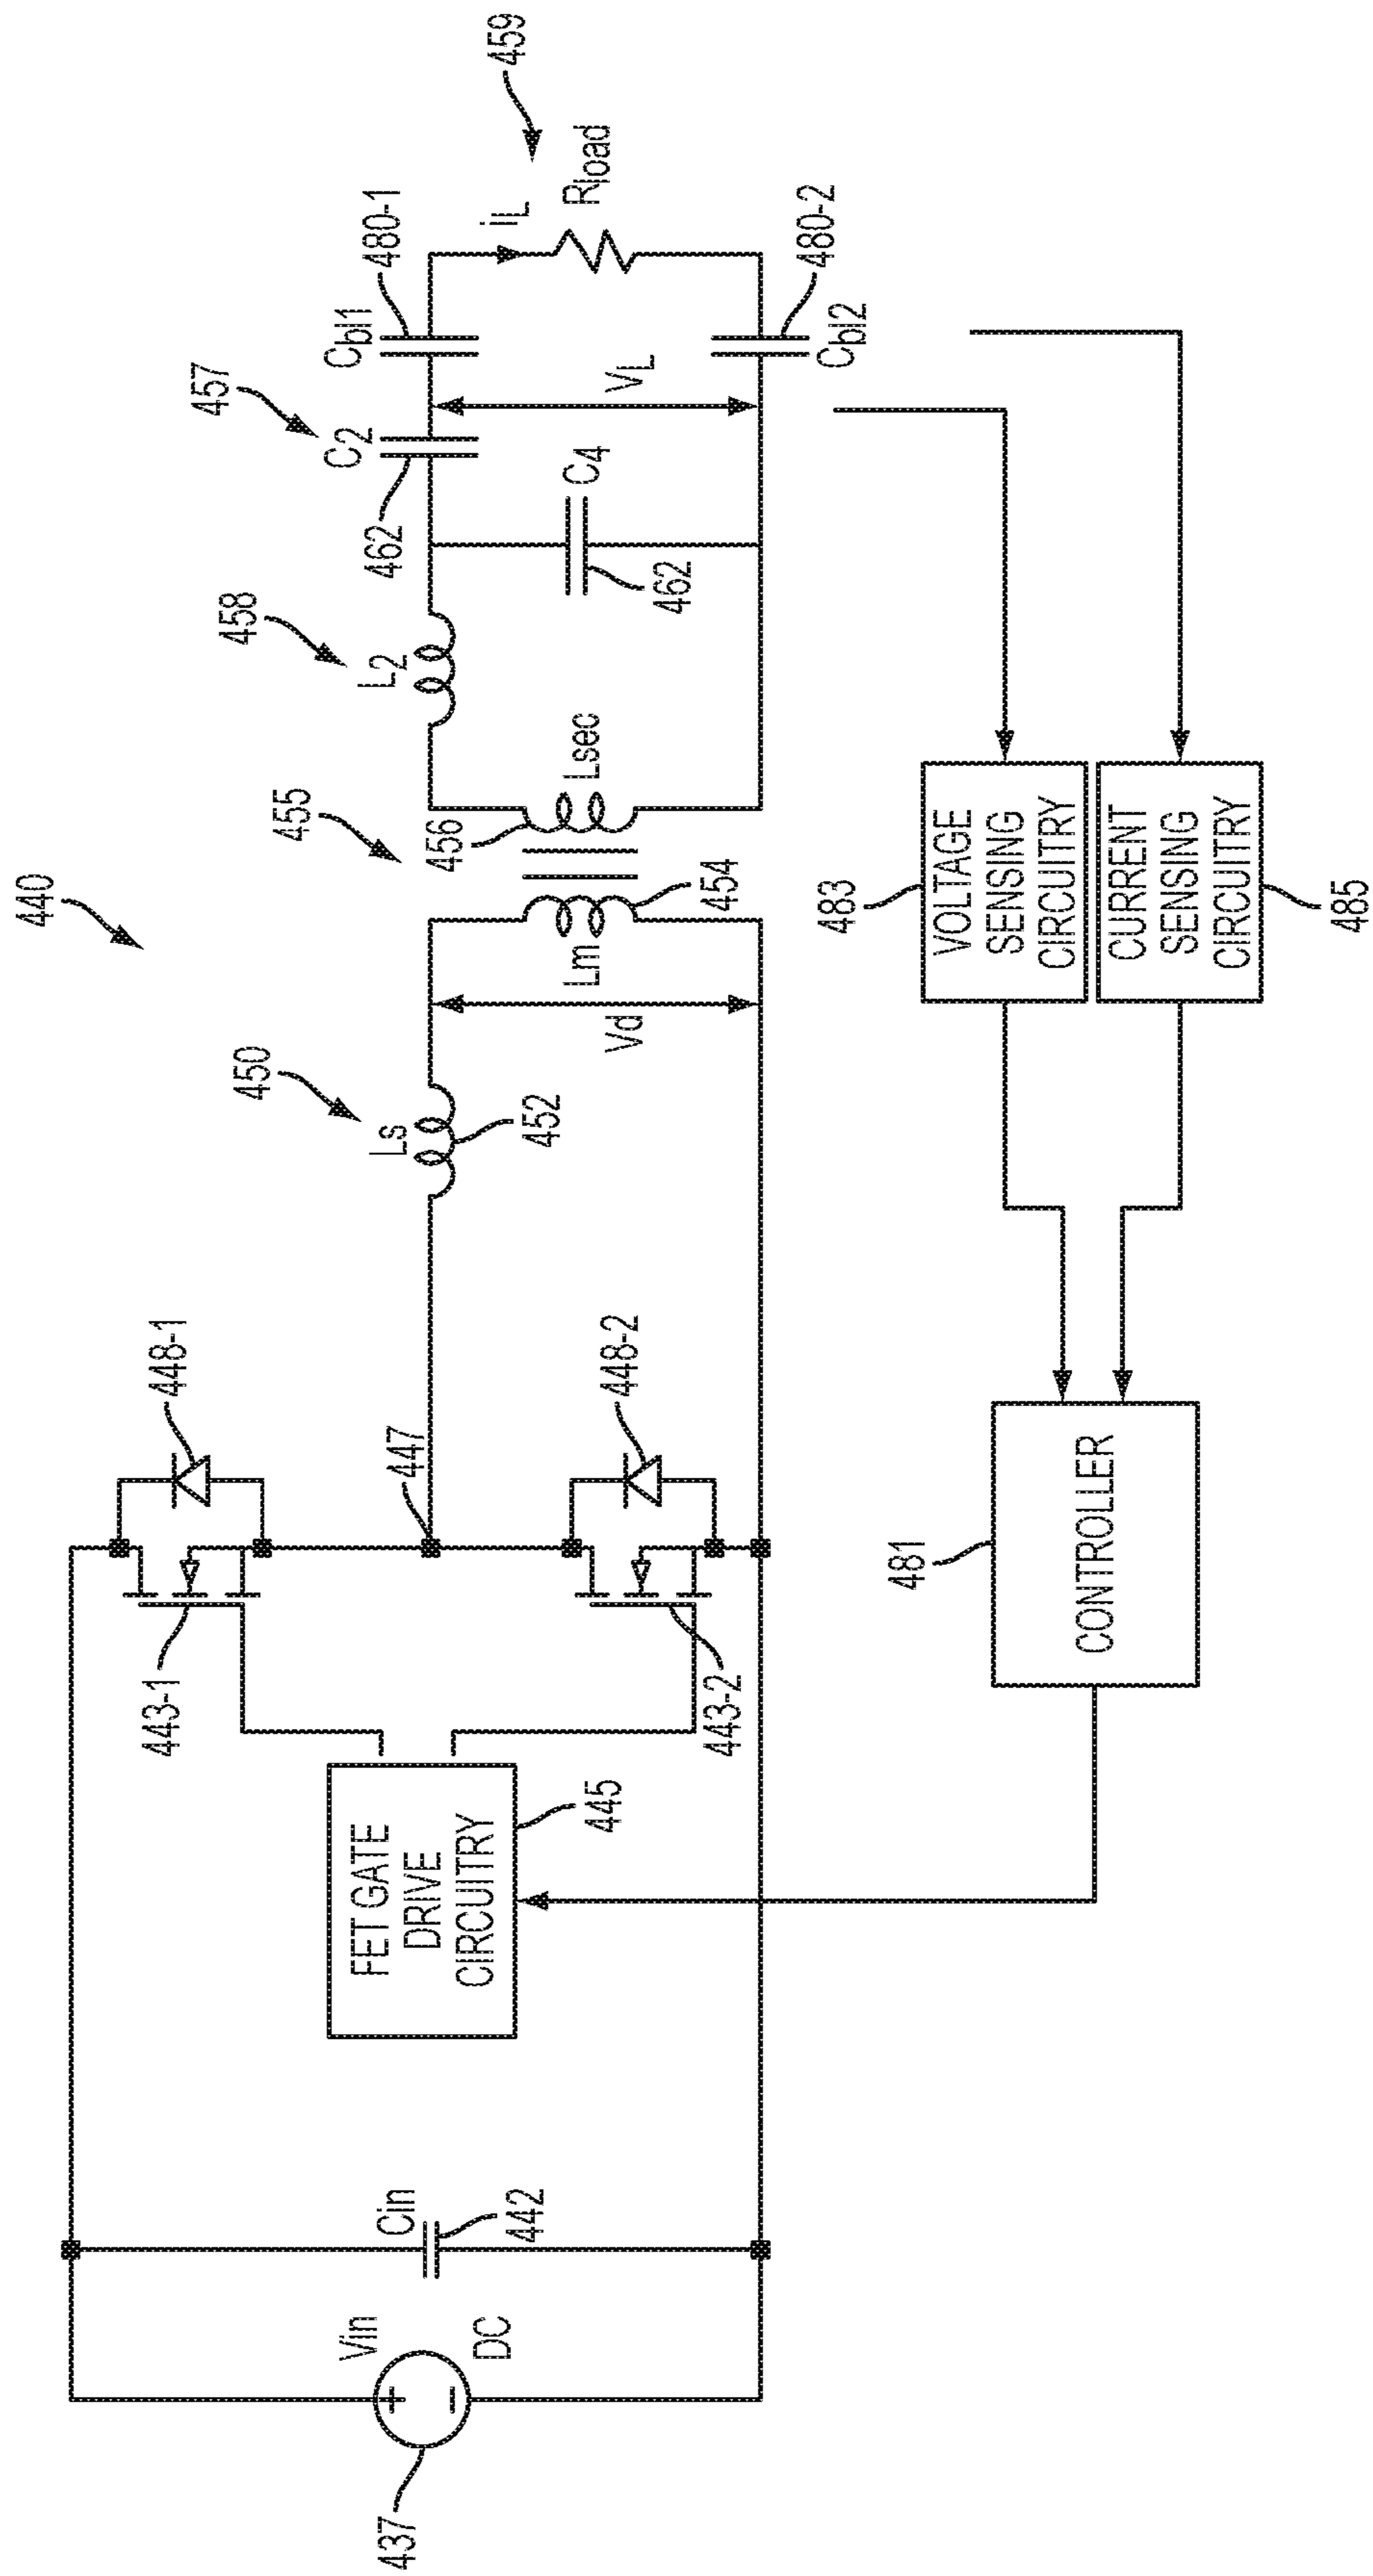 440
437
Vin
DC
Cin
442
FET GATE
DRIVE
CIRCUITRY
445
443-1
443-2
448-1
448-2
447
450
Ls
452
Vd
Lm
454
455
456
Lsec
458
L2
462
C4
462
457
C2
VL
Cbl1
480-1
Cbl2
480-2
iL
Rload
459
CONTROLLER
481
VOLTAGE
SENSING
CIRCUITRY
483
CURRENT
SENSING
CIRCUITRY
485